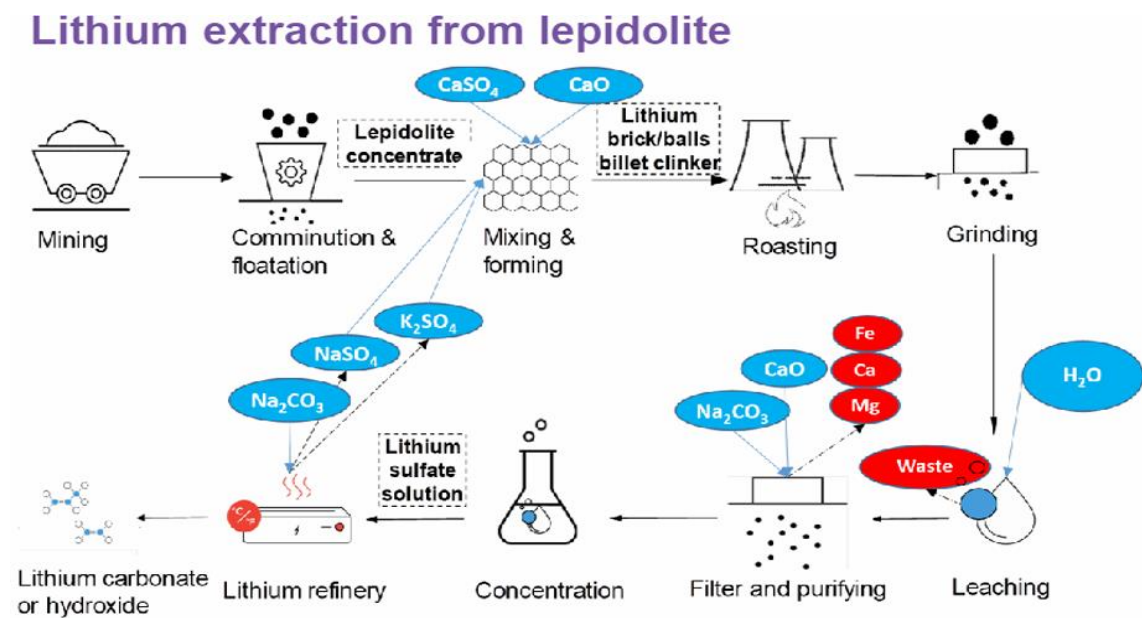 Lithium extraction from lepidolite
CaSO₄
CaO
Lepidolite
concentrate
Lithium
brick/balls
billet clinker
Mining
Comminution &
floatation
Mixing &
forming
Roasting
Grinding
K₂SO₄
NaSO₄
Na₂CO₃
Fe
CaO
Ca
Mg
Na₂CO₃
H₂O
Waste
Lithium
sulfate
solution
°C/°F
Lithium carbonate
or hydroxide
Lithium refinery
Concentration
Filter and purifying
Leaching